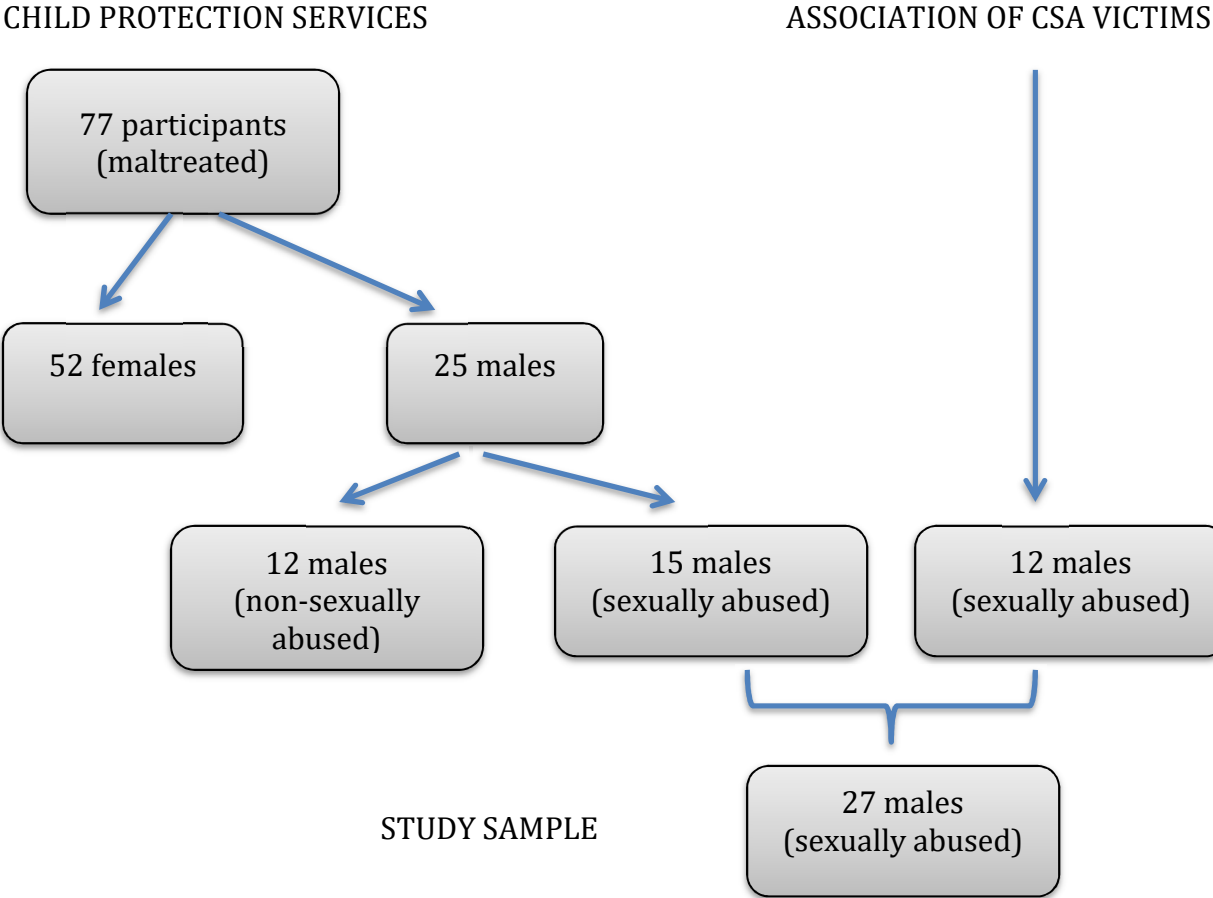 CHILD PROTECTION SERVICES
ASSOCIATION OF CSA VICTIMS
77 participants
(maltreated)
52 females
25 males
12 males
(non-sexually
abused)
15 males
(sexually abused)
12 males
(sexually abused)
STUDY SAMPLE
27 males
(sexually abused)